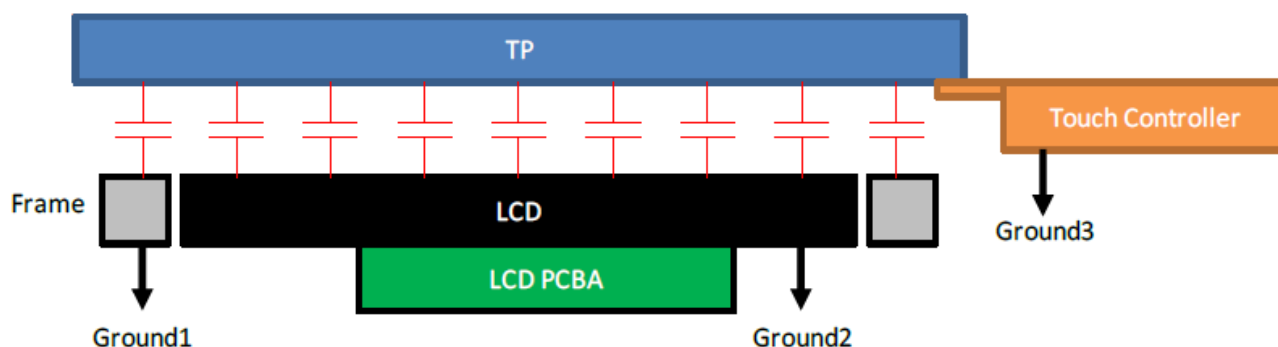 TP
Touch Controller
Frame
LCD
Ground3
LCD PCBA
Ground1
Ground2